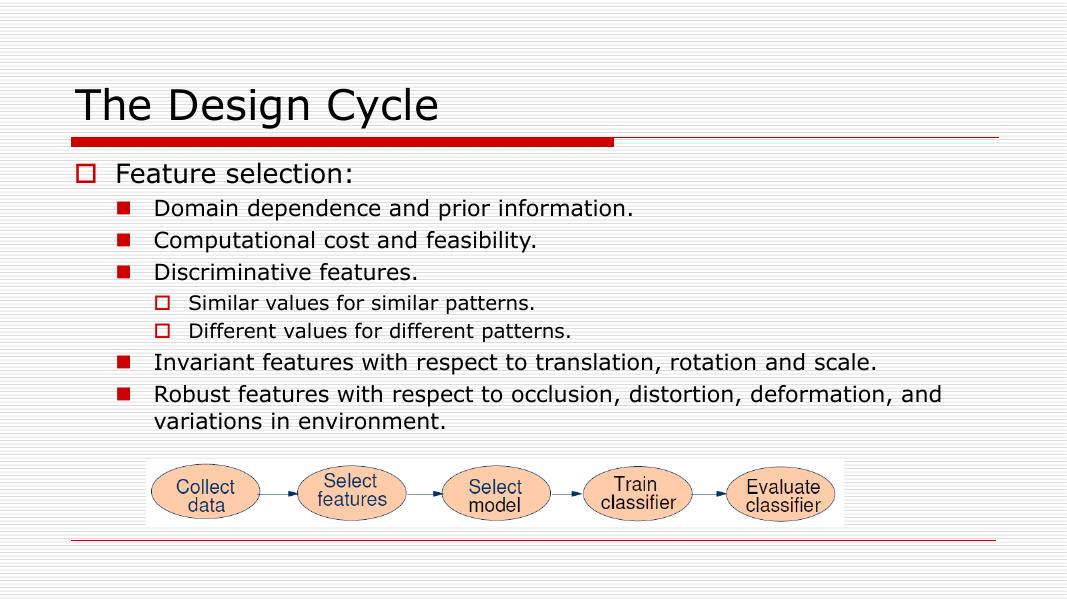 The Design Cycle
Feature selection:
Domain dependence and prior information.
Computational cost and feasibility.
Discriminative features.
Similar values for similar patterns.
Different values for different patterns.
Invariant features with respect to translation, rotation and scale.
Robust features with respect to occlusion, distortion, deformation, and
variations in environment.
Collect
data
Select
features
Select
model
Train
classifier
Evaluate
classifier